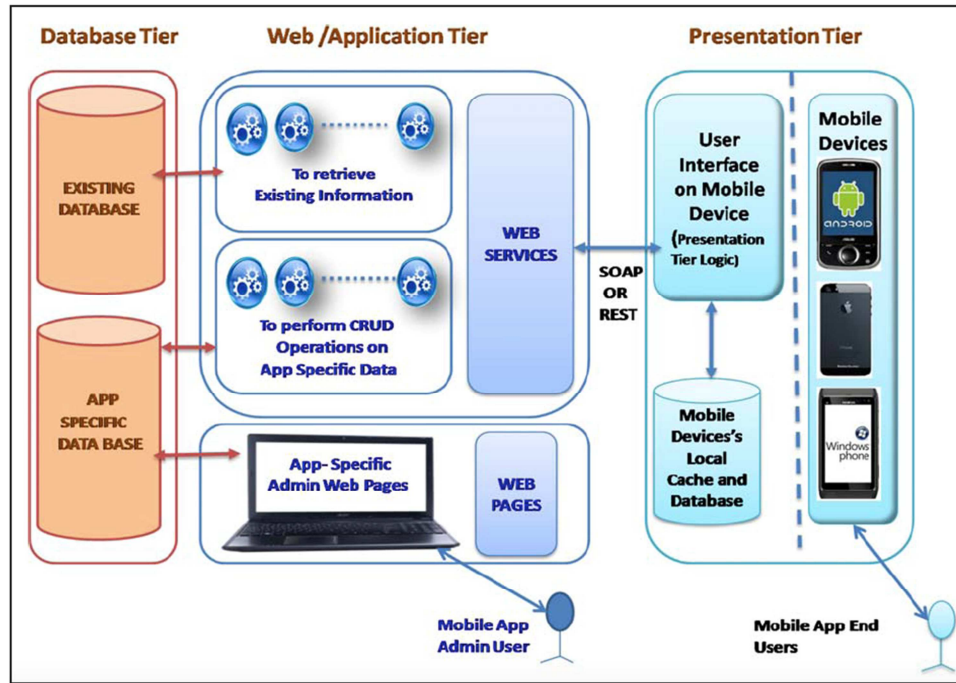 Database Tier
Web /Application Tier
Presentation Tier
EXISTING
DATABASE
APP
SPECIFIC
DATA BASE
To retrieve
Existing Information
To perform CRUD
Operations on
App Specific Data
WEB
SERVICES
App- Specific
Admin Web Pages
WEB
PAGES
Mobile App
Admin User
SOAP
OR
REST
User
Interface
on Mobile
Device
(Presentation
Tier Logic)
Mobile
Devices's
Local
Cache and
Database
Mobile
Devices
ANDROID
Windows
phone
Mobile App End
Users